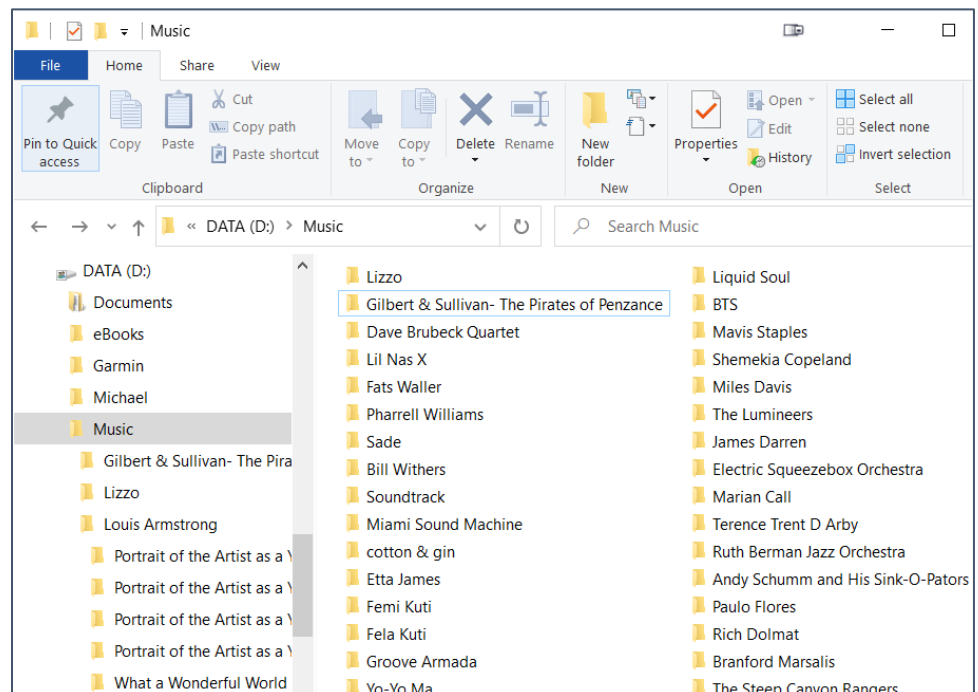 Music
File Home Share View
Pin to Quick access
Copy
Paste
Cut
Copy path
Paste shortcut
Clipboard
Move to
Copy to
Delete
Rename
Organize
New folder
New
Properties
Open
Edit
History
Open
Select all
Select none
Invert selection
Select
« DATA (D:) > Music
Search Music
DATA (D:)
Documents
eBooks
Garmin
Michael
Music
Gilbert & Sullivan- The Pira
Lizzo
Louis Armstrong
Portrait of the Artist as a Y
Portrait of the Artist as a Y
Portrait of the Artist as a Y
Portrait of the Artist as a Y
What a Wonderful World
Lizzo
Gilbert & Sullivan- The Pirates of Penzance
Dave Brubeck Quartet
Lil Nas X
Fats Waller
Pharrell Williams
Sade
Bill Withers
Soundtrack
Miami Sound Machine
cotton & gin
Etta James
Femi Kuti
Fela Kuti
Groove Armada
Yo-Yo Ma
Liquid Soul
BTS
Mavis Staples
Shemekia Copeland
Miles Davis
The Lumineers
James Darren
Electric Squeezebox Orchestra
Marian Call
Terence Trent D Arby
Ruth Berman Jazz Orchestra
Andy Schumm and His Sink-O-Pators
Paulo Flores
Rich Dolmat
Branford Marsalis
The Steep Canyon Rangers